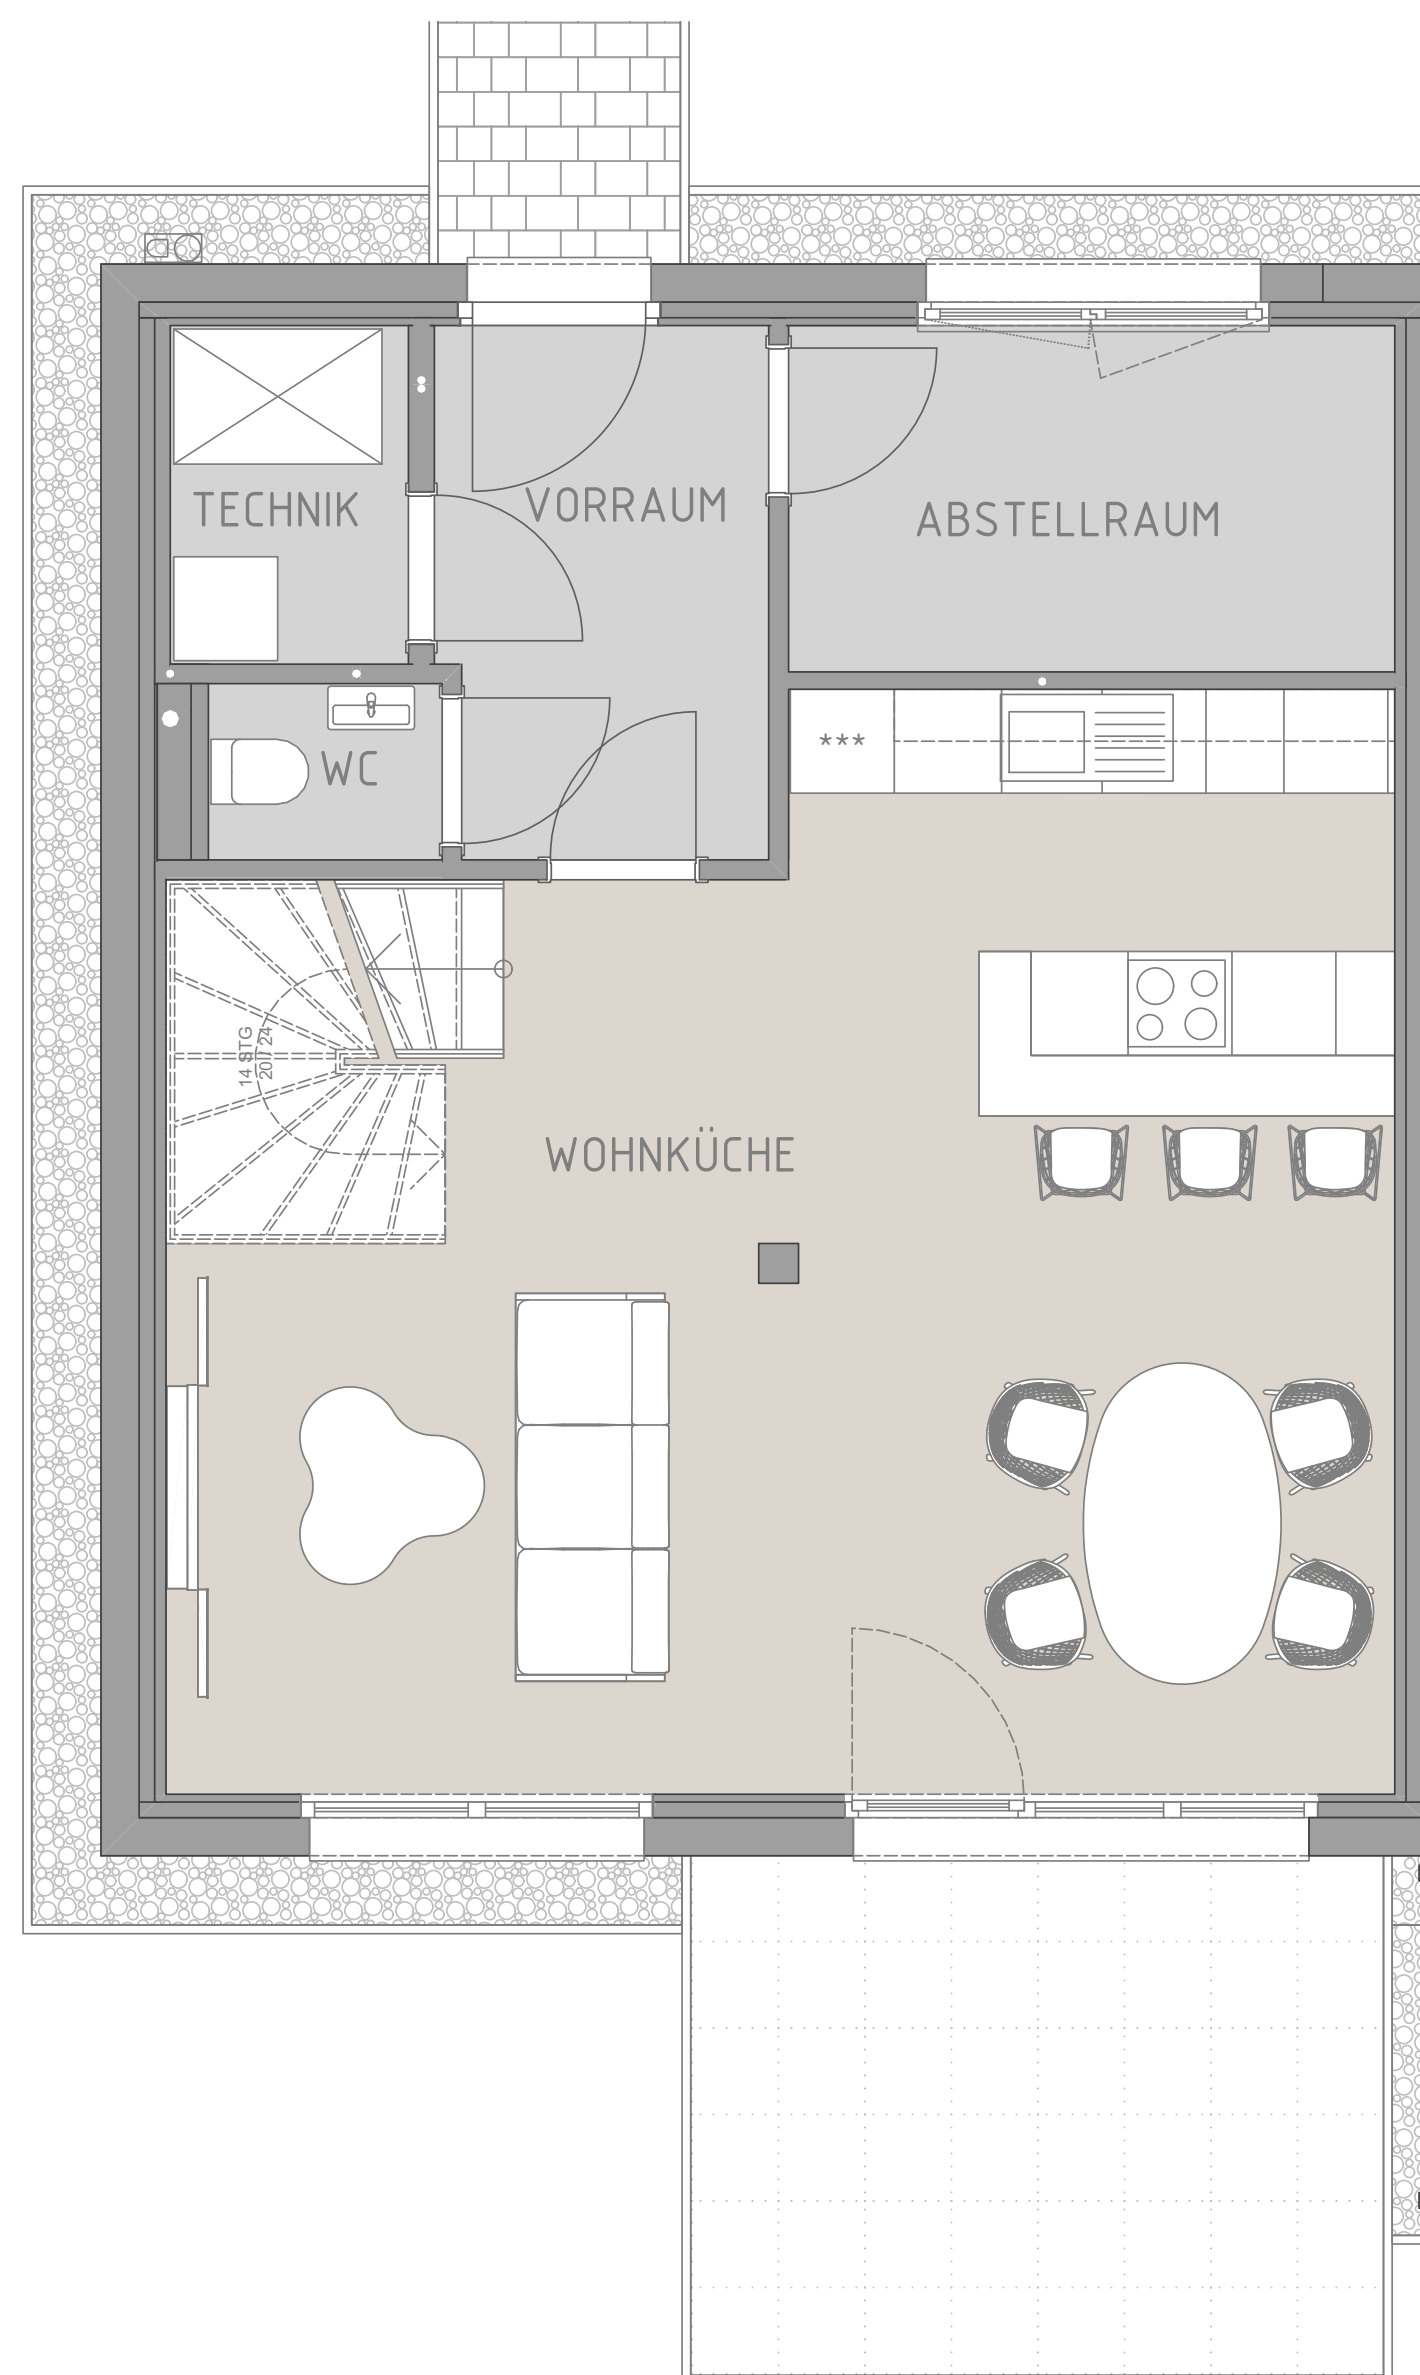 TECHNIK
VORRAUM
ABSTELLRAUM
WC
***
14 STG
20 / 24
WOHNKÜCHE